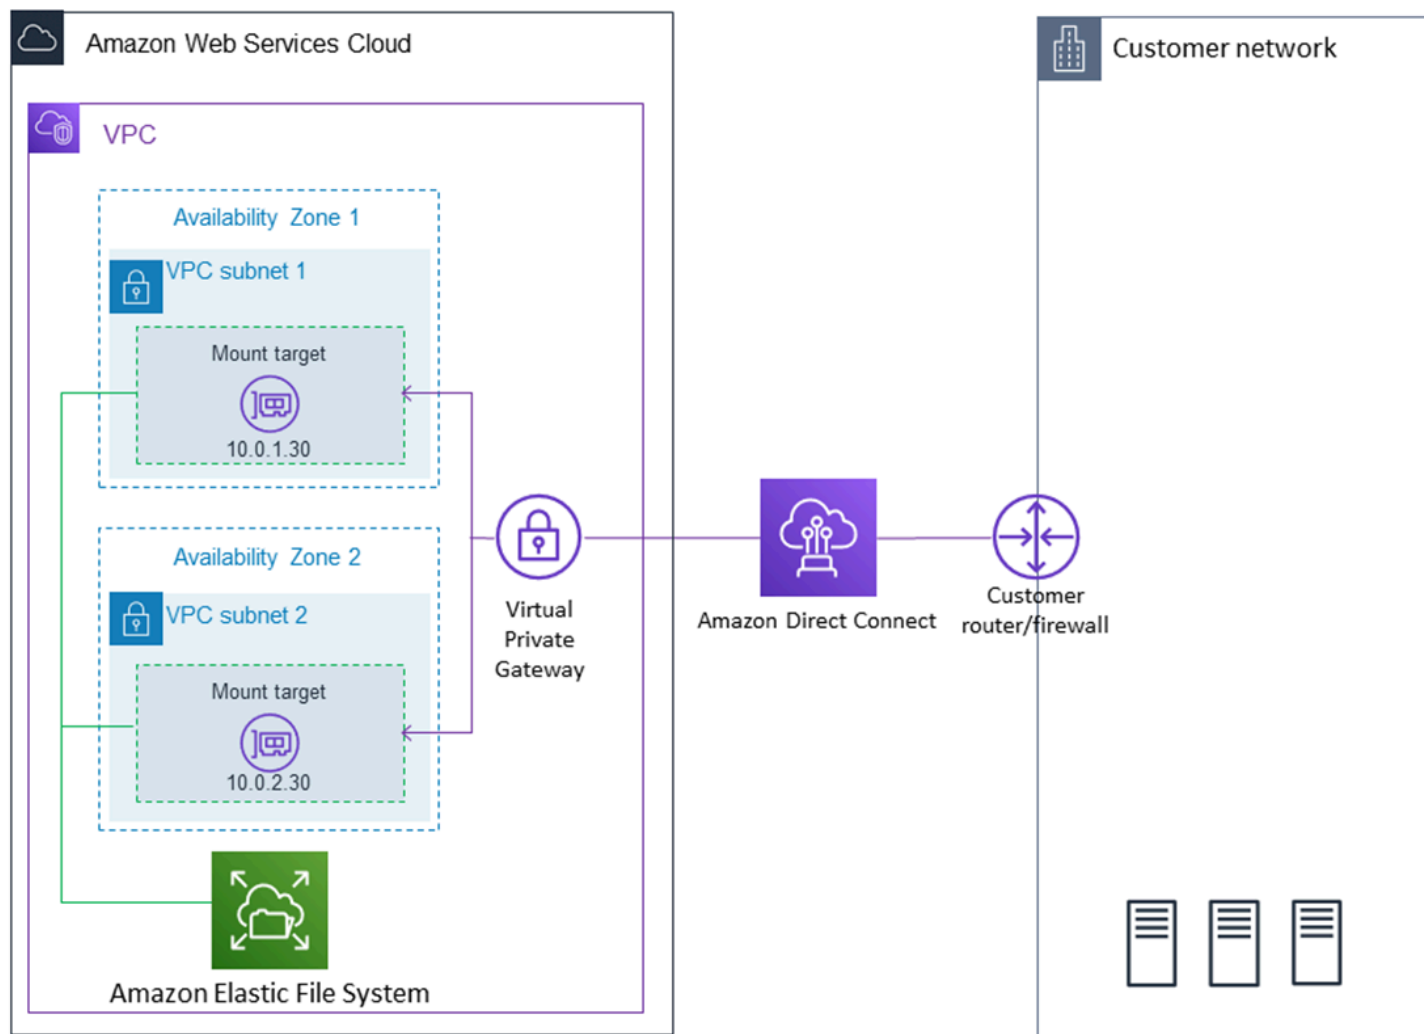 Amazon Web Services Cloud
Customer network
VPC
Availability Zone 1
VPC subnet 1
Mount target
10.0.1.30
Availability Zone 2
VPC subnet 2
Mount target
10.0.2.30
Virtual
Private
Gateway
Amazon Direct Connect
Customer
router/firewall
Amazon Elastic File System